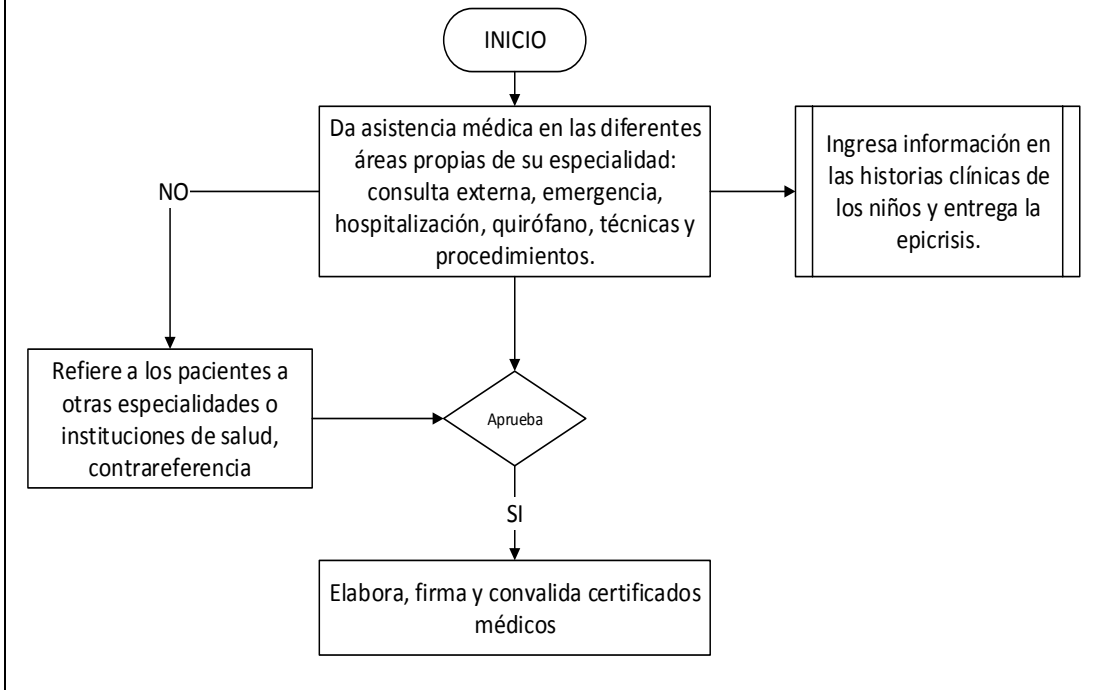 INICIO
Da asistencia médica en las diferentes
áreas propias de su especialidad:
consulta externa, emergencia,
hospitalización, quirófano, técnicas y
procedimientos.
Ingresa información en
las historias clínicas de
los niños y entrega la
epicrisis.
NO
Refiere a los pacientes a
otras especialidades o
instituciones de salud,
contrareferencia
Aprueba
SI
Elabora, firma y convalida certificados
médicos